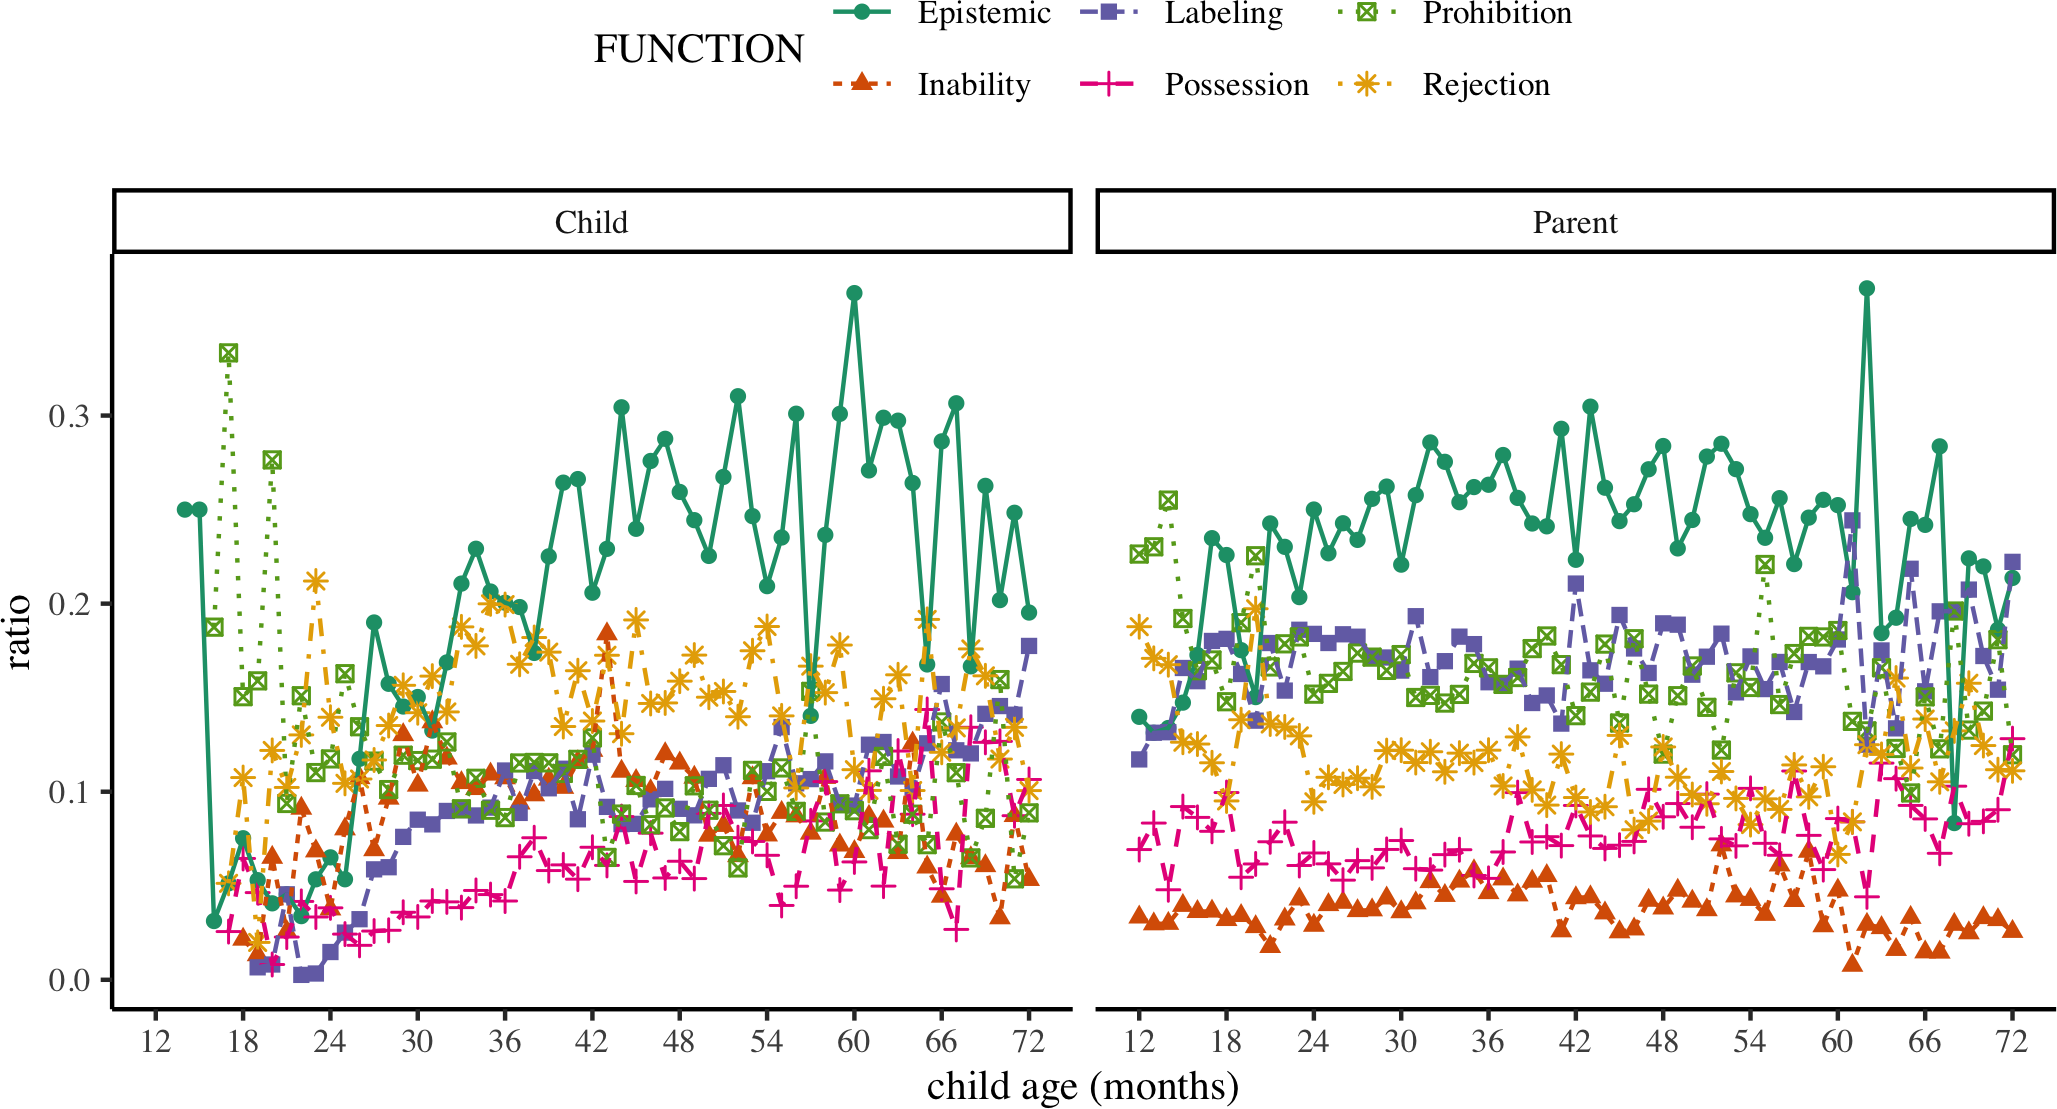 Epistemic Labeling Prohibition
FUNCTION
Inability Possession Rejection
Child Parent
0.3
0.2
0.1
0.0
ratio
12 18 24 30 36 42 48 54 60 66 72 12 18 24 30 36 42 48 54 60 66 72
child age (months)